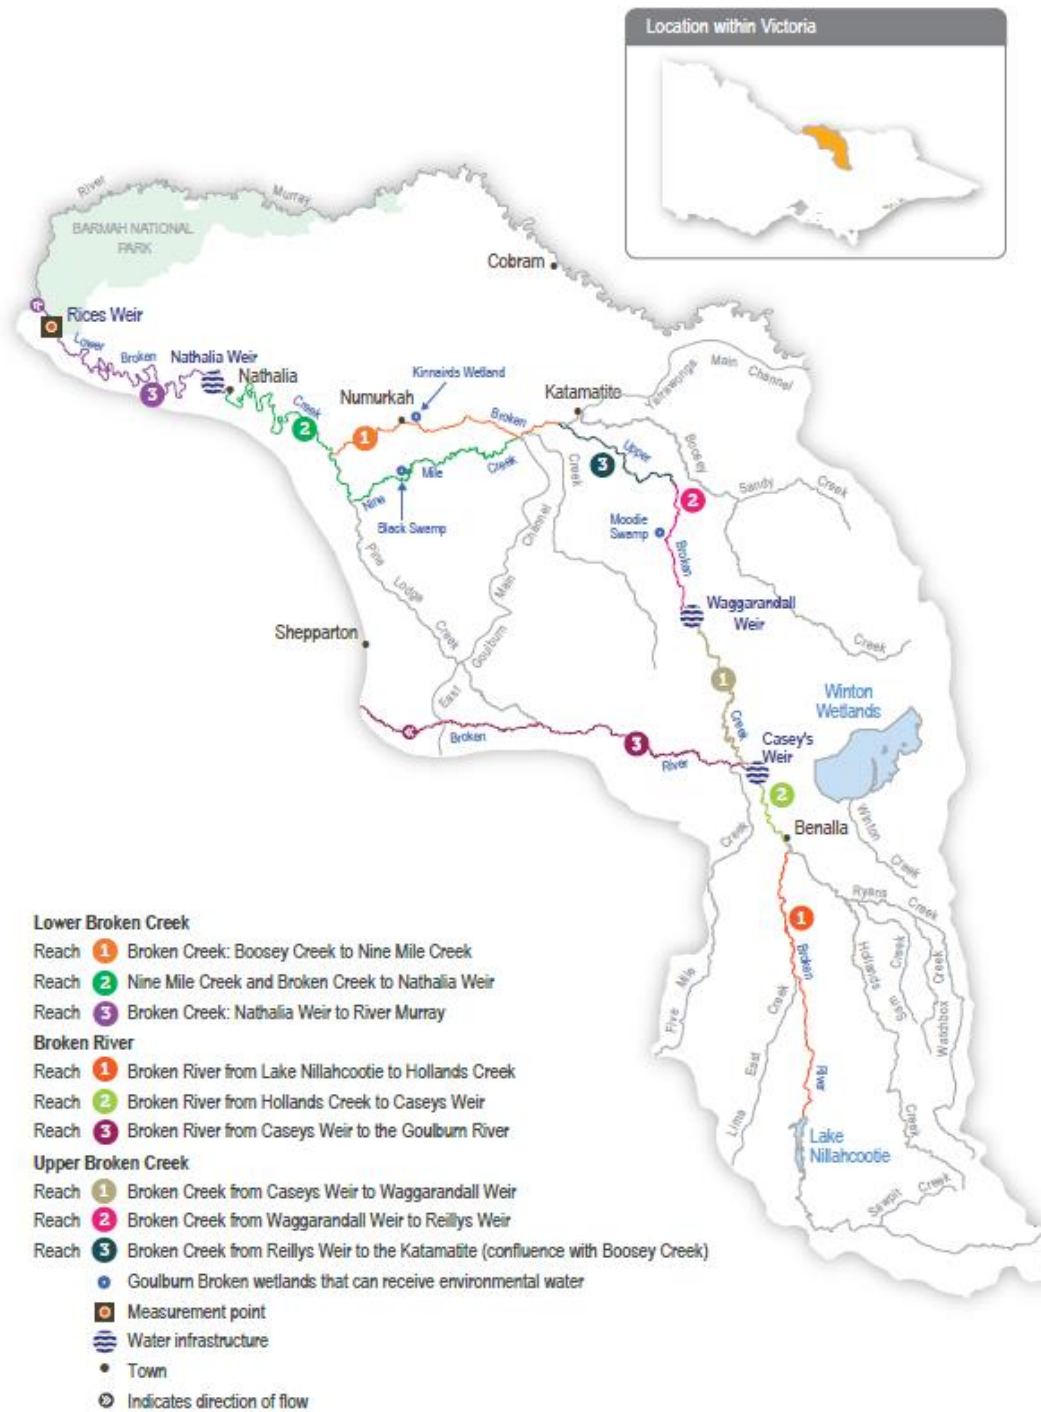 Location within Victoria
River
Murray
BARMAH NATIONAL
PARK
Cobram
Rices Weir
Lower
Broken
3
Nathalia Weir
Nathalia
Creek
2
Numurkah
Kinnairds Wetland
1
Broken
Katamatite
Yarrawonga
Main
Channel
Boosey
Upper
3
Creek
Nine
Mile
Creek
Black Swamp
2
Sandy
Creek
Moodie
Swamp
Broken
Channel
Main
Goulburn
East
Pine
Lodge
Creek
Waggarandall
Weir
Creek
Shepparton
1
Creek
Winton
Wetlands
Casey's
Weir
Broken
3
River
2
Benalla
Winton
Creek
Creek
Five
Mile
Ryans
Creek
1
Broken
River
Hollands
Creek
Sam
Creek
Watchbox
Creek
Lima
East
Creek
Lake
Nillahcootie
Sawpit
Creek
Lower Broken Creek
Reach 1 Broken Creek: Boosey Creek to Nine Mile Creek
Reach 2 Nine Mile Creek and Broken Creek to Nathalia Weir
Reach 3 Broken Creek: Nathalia Weir to River Murray
Broken River
Reach 1 Broken River from Lake Nillahcootie to Hollands Creek
Reach 2 Broken River from Hollands Creek to Caseys Weir
Reach 3 Broken River from Caseys Weir to the Goulburn River
Upper Broken Creek
Reach 1 Broken Creek from Caseys Weir to Waggarandall Weir
Reach 2 Broken Creek from Waggarandall Weir to Reillys Weir
Reach 3 Broken Creek from Reillys Weir to the Katamatite (confluence with Boosey Creek)
Goulburn Broken wetlands that can receive environmental water
Measurement point
Water infrastructure
Town
Indicates direction of flow